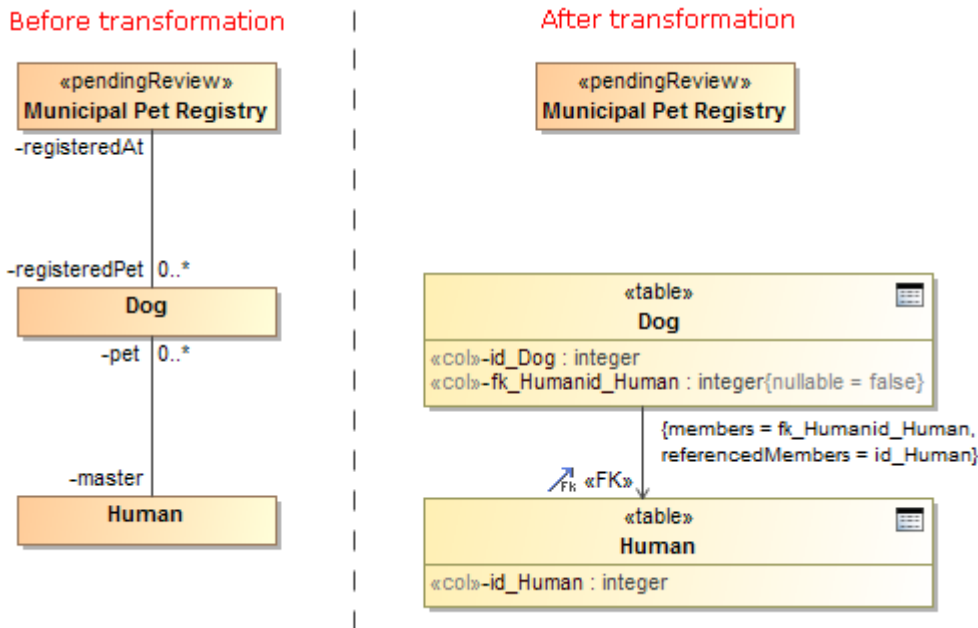 Before transformation
«pendingReview»
Municipal Pet Registry
-registeredAt
-registeredPet 0..*
Dog
-pet 0..*
-master
Human
After transformation
«pendingReview»
Municipal Pet Registry
«table»
Dog
«col»-id_Dog : integer
«col»-fk_Humanid_Human : integer{nullable = false}
{members = fk_Humanid_Human,
referencedMembers = id_Human}
Fk «FK»
«table»
Human
«col»-id_Human : integer